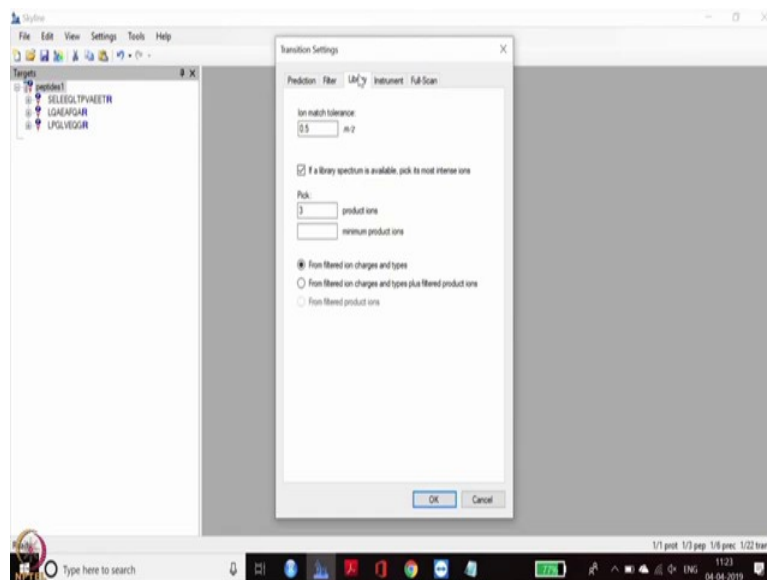 Skyline
File Edit View Settings Tools Help
Targets
peptides1
SELEEQLTPVAEETR
LQAEAFQAR
LPGLVEQGR
Transition Settings
Prediction Filter Library Instrument Full-Scan
Ion match tolerance:
0.5 m/z
If a library spectrum is available, pick its most intense ions
Pick:
3 product ions
minimum product ions
From filtered ion charges and types
From filtered ion charges and types plus filtered product ions
From filtered product ions
OK Cancel
1/1 prot 1/3 pep 1/6 prec 1/22 tran
NPTEL
Type here to search
77%
ENG
11:23
04-04-2019